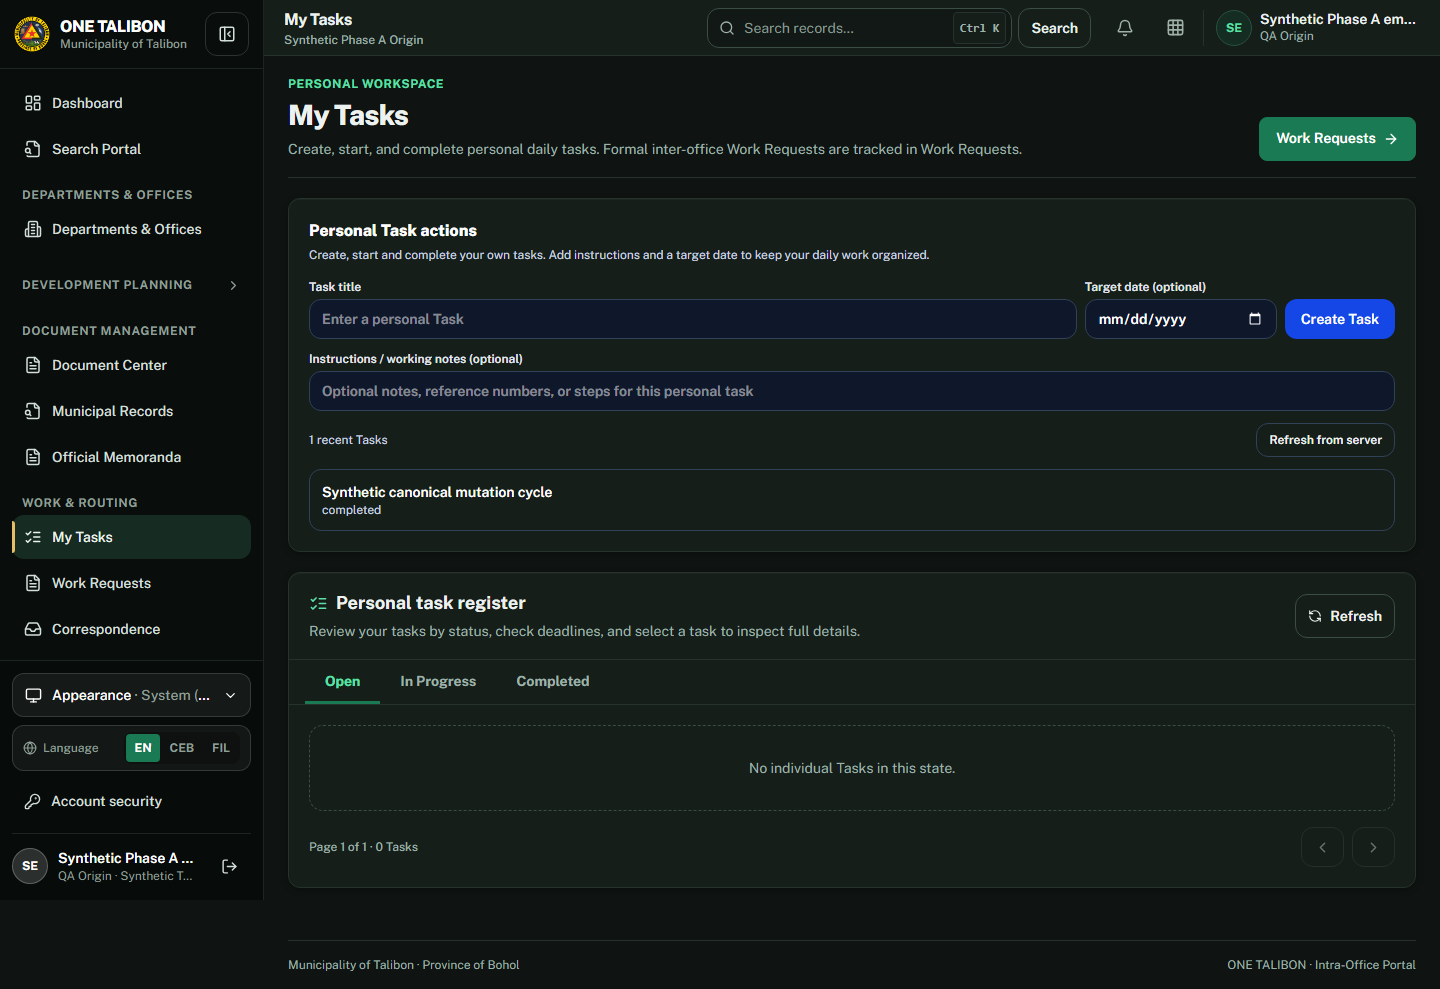 ONE TALIBON
Municipality of Talibon
Dashboard
Search Portal
DEPARTMENTS & OFFICES
Departments & Offices
DEVELOPMENT PLANNING
DOCUMENT MANAGEMENT
Document Center
Municipal Records
Official Memoranda
WORK & ROUTING
My Tasks
Work Requests
Correspondence
Appearance · System (...
Language EN CEB FIL
Account security
SE Synthetic Phase A ...
QA Origin · Synthetic T...
My Tasks
Synthetic Phase A Origin
Search records... Ctrl K Search
SE Synthetic Phase A em...
QA Origin
PERSONAL WORKSPACE
My Tasks
Create, start, and complete personal daily tasks. Formal inter-office Work Requests are tracked in Work Requests.
Work Requests
Personal Task actions
Create, start and complete your own tasks. Add instructions and a target date to keep your daily work organized.
Task title Target date (optional)
Enter a personal Task mm/dd/yyyy Create Task
Instructions / working notes (optional)
Optional notes, reference numbers, or steps for this personal task
1 recent Tasks Refresh from server
Synthetic canonical mutation cycle
completed
Personal task register
Review your tasks by status, check deadlines, and select a task to inspect full details.
Refresh
Open In Progress Completed
No individual Tasks in this state.
Page 1 of 1 · 0 Tasks
Municipality of Talibon · Province of Bohol ONE TALIBON · Intra-Office Portal